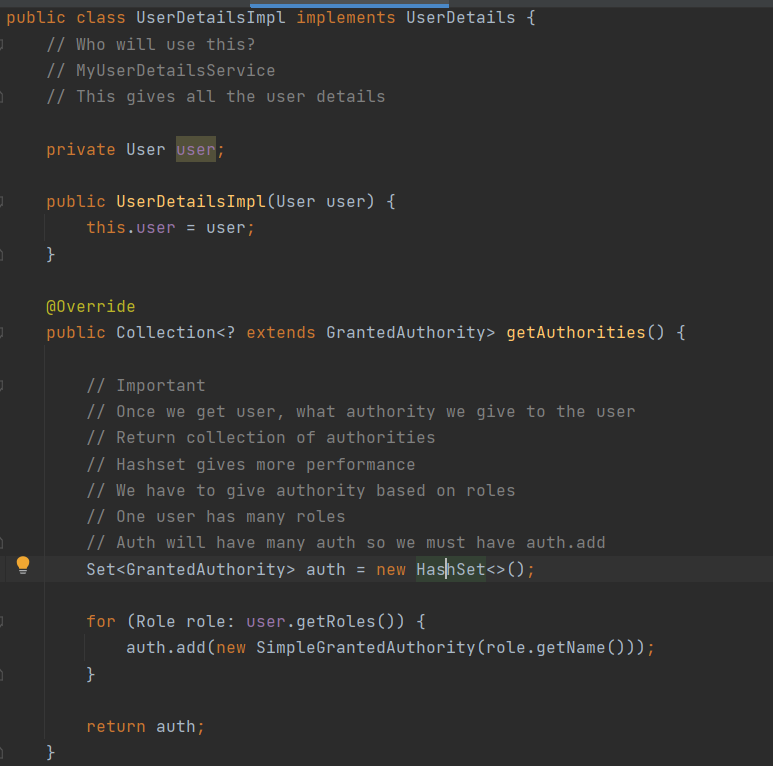 public class UserDetailsImpl implements UserDetails {
// Who will use this?
// MyUserDetailsService
// This gives all the user details
private User user;
public UserDetailsImpl(User user) {
this.user = user;
}
@Override
public Collection<? extends GrantedAuthority> getAuthorities() {
// Important
// Once we get user, what authority we give to the user
// Return collection of authorities
// Hashset gives more performance
// We have to give authority based on roles
// One user has many roles
// Auth will have many auth so we must have auth.add
Set<GrantedAuthority> auth = new HashSet<>();
for (Role role: user.getRoles()) {
auth.add(new SimpleGrantedAuthority(role.getName()));
}
return auth;
}